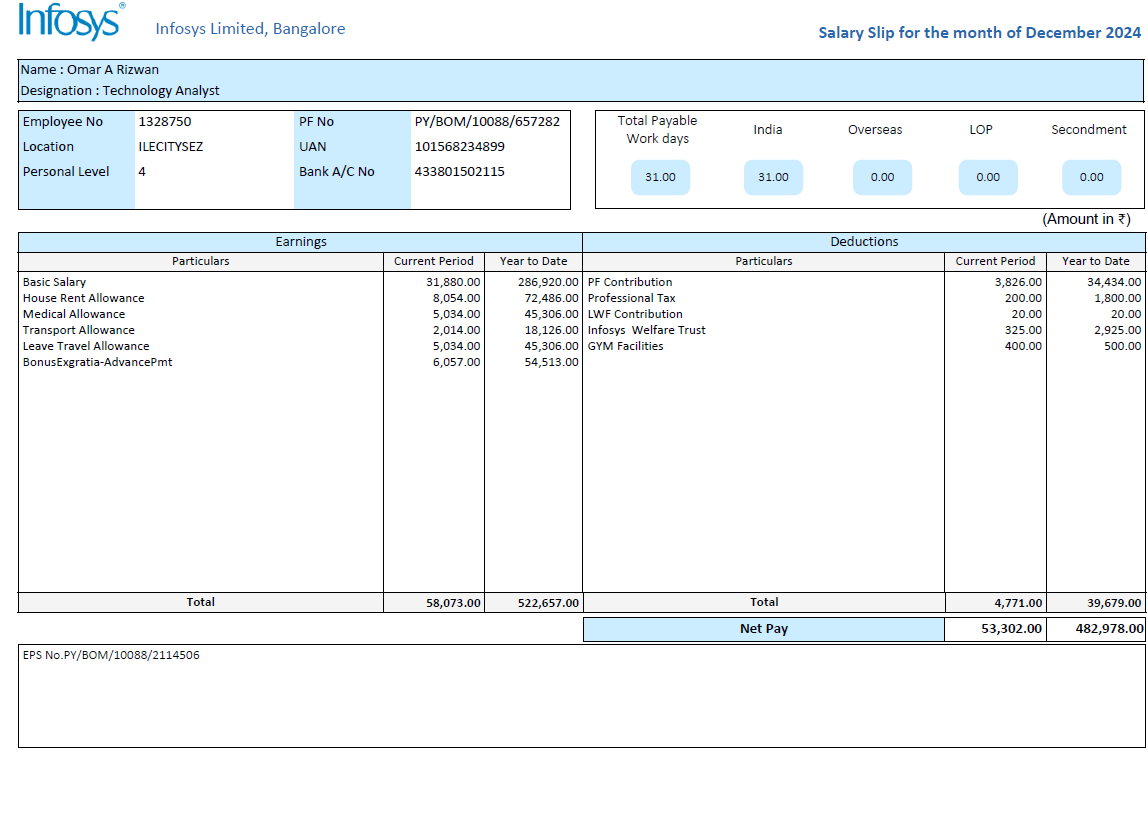 Infosys®
Infosys Limited, Bangalore
Salary Slip for the month of December 2024
Name : Omar A Rizwan
Designation : Technology Analyst
Employee No 1328750 PF No PY/BOM/10088/657282
Location ILECITYSEZ UAN 101568234899
Personal Level 4 Bank A/C No 433801502115
Total Payable Work days India Overseas LOP Secondment
31.00 31.00 0.00 0.00 0.00
(Amount in ₹)
Earnings Deductions
Particulars Current Period Year to Date Particulars Current Period Year to Date
Basic Salary 31,880.00 286,920.00 PF Contribution 3,826.00 34,434.00
House Rent Allowance 8,054.00 72,486.00 Professional Tax 200.00 1,800.00
Medical Allowance 5,034.00 45,306.00 LWF Contribution 20.00 20.00
Transport Allowance 2,014.00 18,126.00 Infosys Welfare Trust 325.00 2,925.00
Leave Travel Allowance 5,034.00 45,306.00 GYM Facilities 400.00 500.00
BonusExgratia-AdvancePmt 6,057.00 54,513.00
Total 58,073.00 522,657.00 Total 4,771.00 39,679.00
Net Pay 53,302.00 482,978.00
EPS No.PY/BOM/10088/2114506